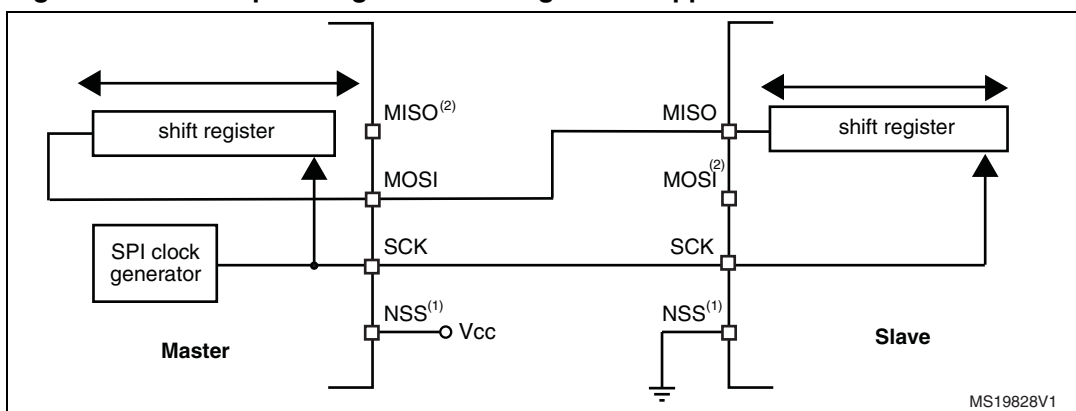 shift register
MISO(2)
MISO
shift register
MOSI
MOSI(2)
SPI clock
generator
SCK
SCK
NSS(1)
Vcc
NSS(1)
Master
Slave
MS19828V1